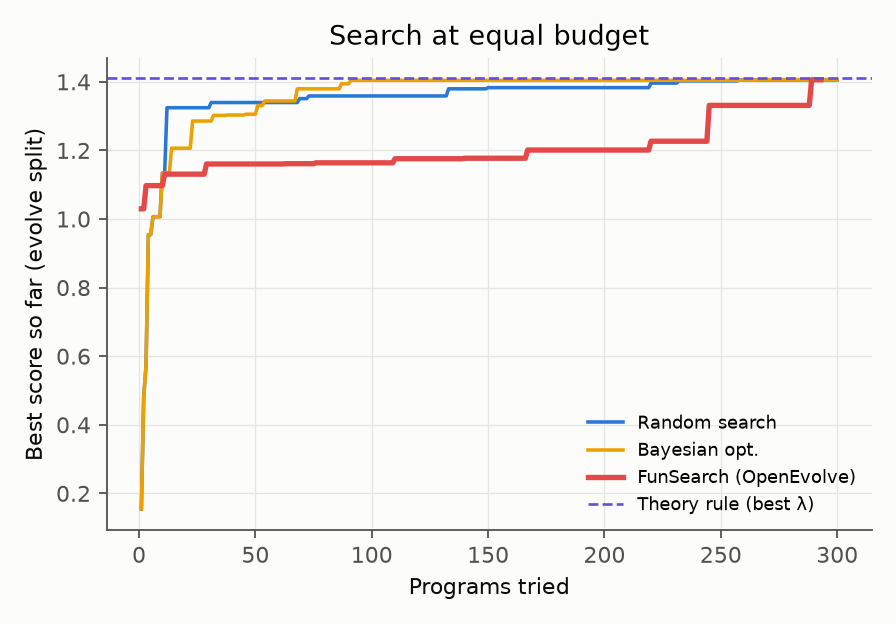 Search at equal budget
Best score so far (evolve split)
1.4
1.2
1.0
0.8
0.6
0.4
0.2
Random search
Bayesian opt.
FunSearch (OpenEvolve)
Theory rule (best λ)
0 50 100 150 200 250 300
Programs tried